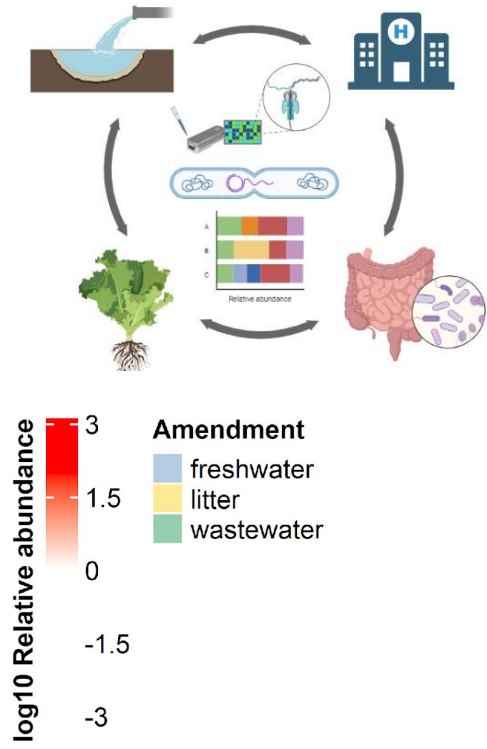 H
A
B
C
Relative abundance
log10 Relative abundance
3
1.5
0
-1.5
-3
Amendment
freshwater
litter
wastewater